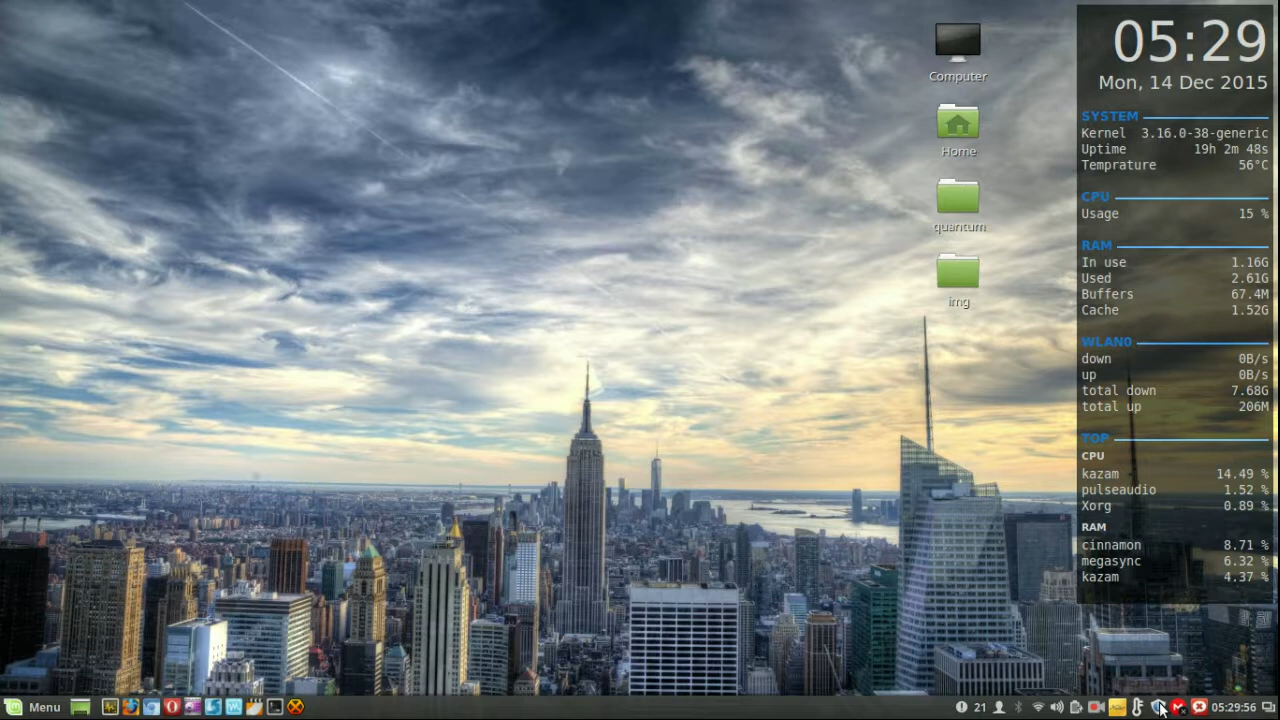 Computer
Home
quantum
img
05:29
Mon, 14 Dec 2015
SYSTEM
Kernel 3.16.0-38-generic
Uptime 19h 2m 48s
Temprature 56°C
CPU
Usage 15 %
RAM
In use 1.16G
Used 2.61G
Buffers 67.4M
Cache 1.52G
WLAN0
down 0B/s
up 0B/s
total down 7.68G
total up 206M
TOP
CPU
kazam 14.49 %
pulseaudio 1.52 %
Xorg 0.89 %
RAM
cinnamon 8.71 %
megasync 6.32 %
kazam 4.37 %
Menu 21 05:29:56